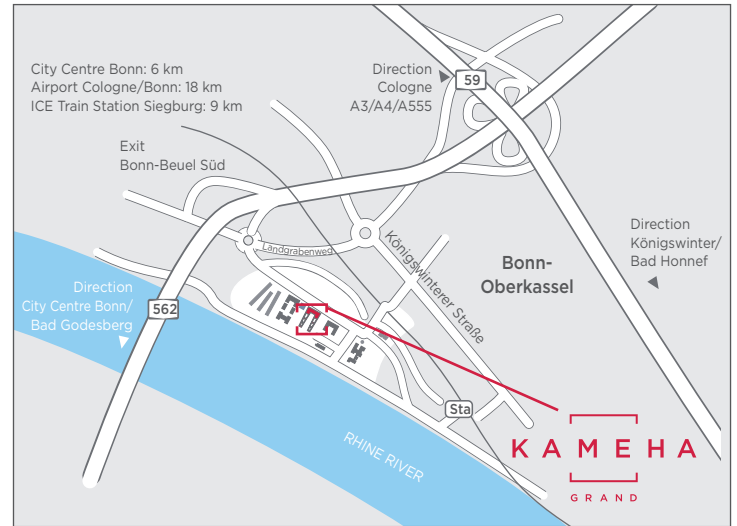 City Centre Bonn: 6 km
Airport Cologne/Bonn: 18 km
ICE Train Station Siegburg: 9 km
Direction
Cologne
A3/A4/A555
59
Exit
Bonn-Beuel Süd
Landgrabenweg
Königswinterer Straße
Bonn-
Oberkassel
Direction
Königswinter/
Bad Honnef
Direction
City Centre Bonn/
Bad Godesberg
562
Sta
RHINE RIVER
KAMEHA
GRAND